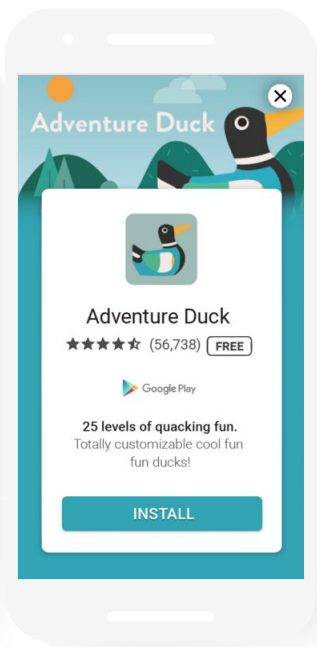 Adventure Duck
Adventure Duck
(56,738) FREE
Google Play
25 levels of quacking fun.
Totally customizable cool fun
fun ducks!
INSTALL